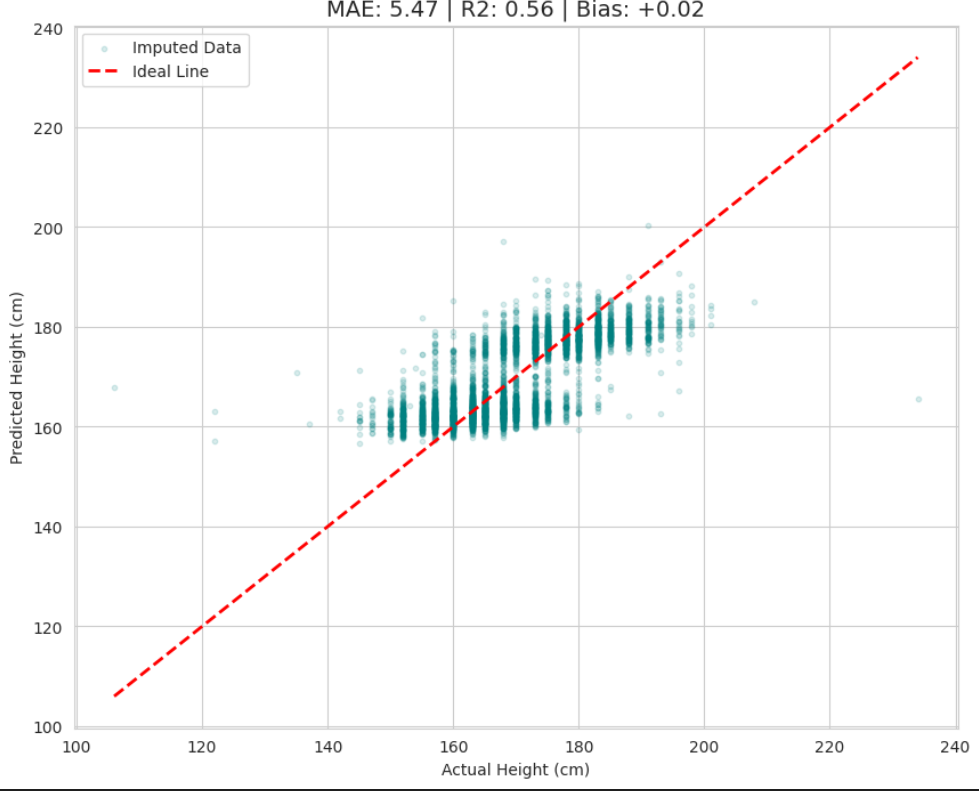 MAE: 5.47 | R2: 0.56 | Bias: +0.02
240
220
200
180
160
140
120
100
Imputed Data
Ideal Line
Predicted Height (cm)
100 120 140 160 180 200 220 240
Actual Height (cm)